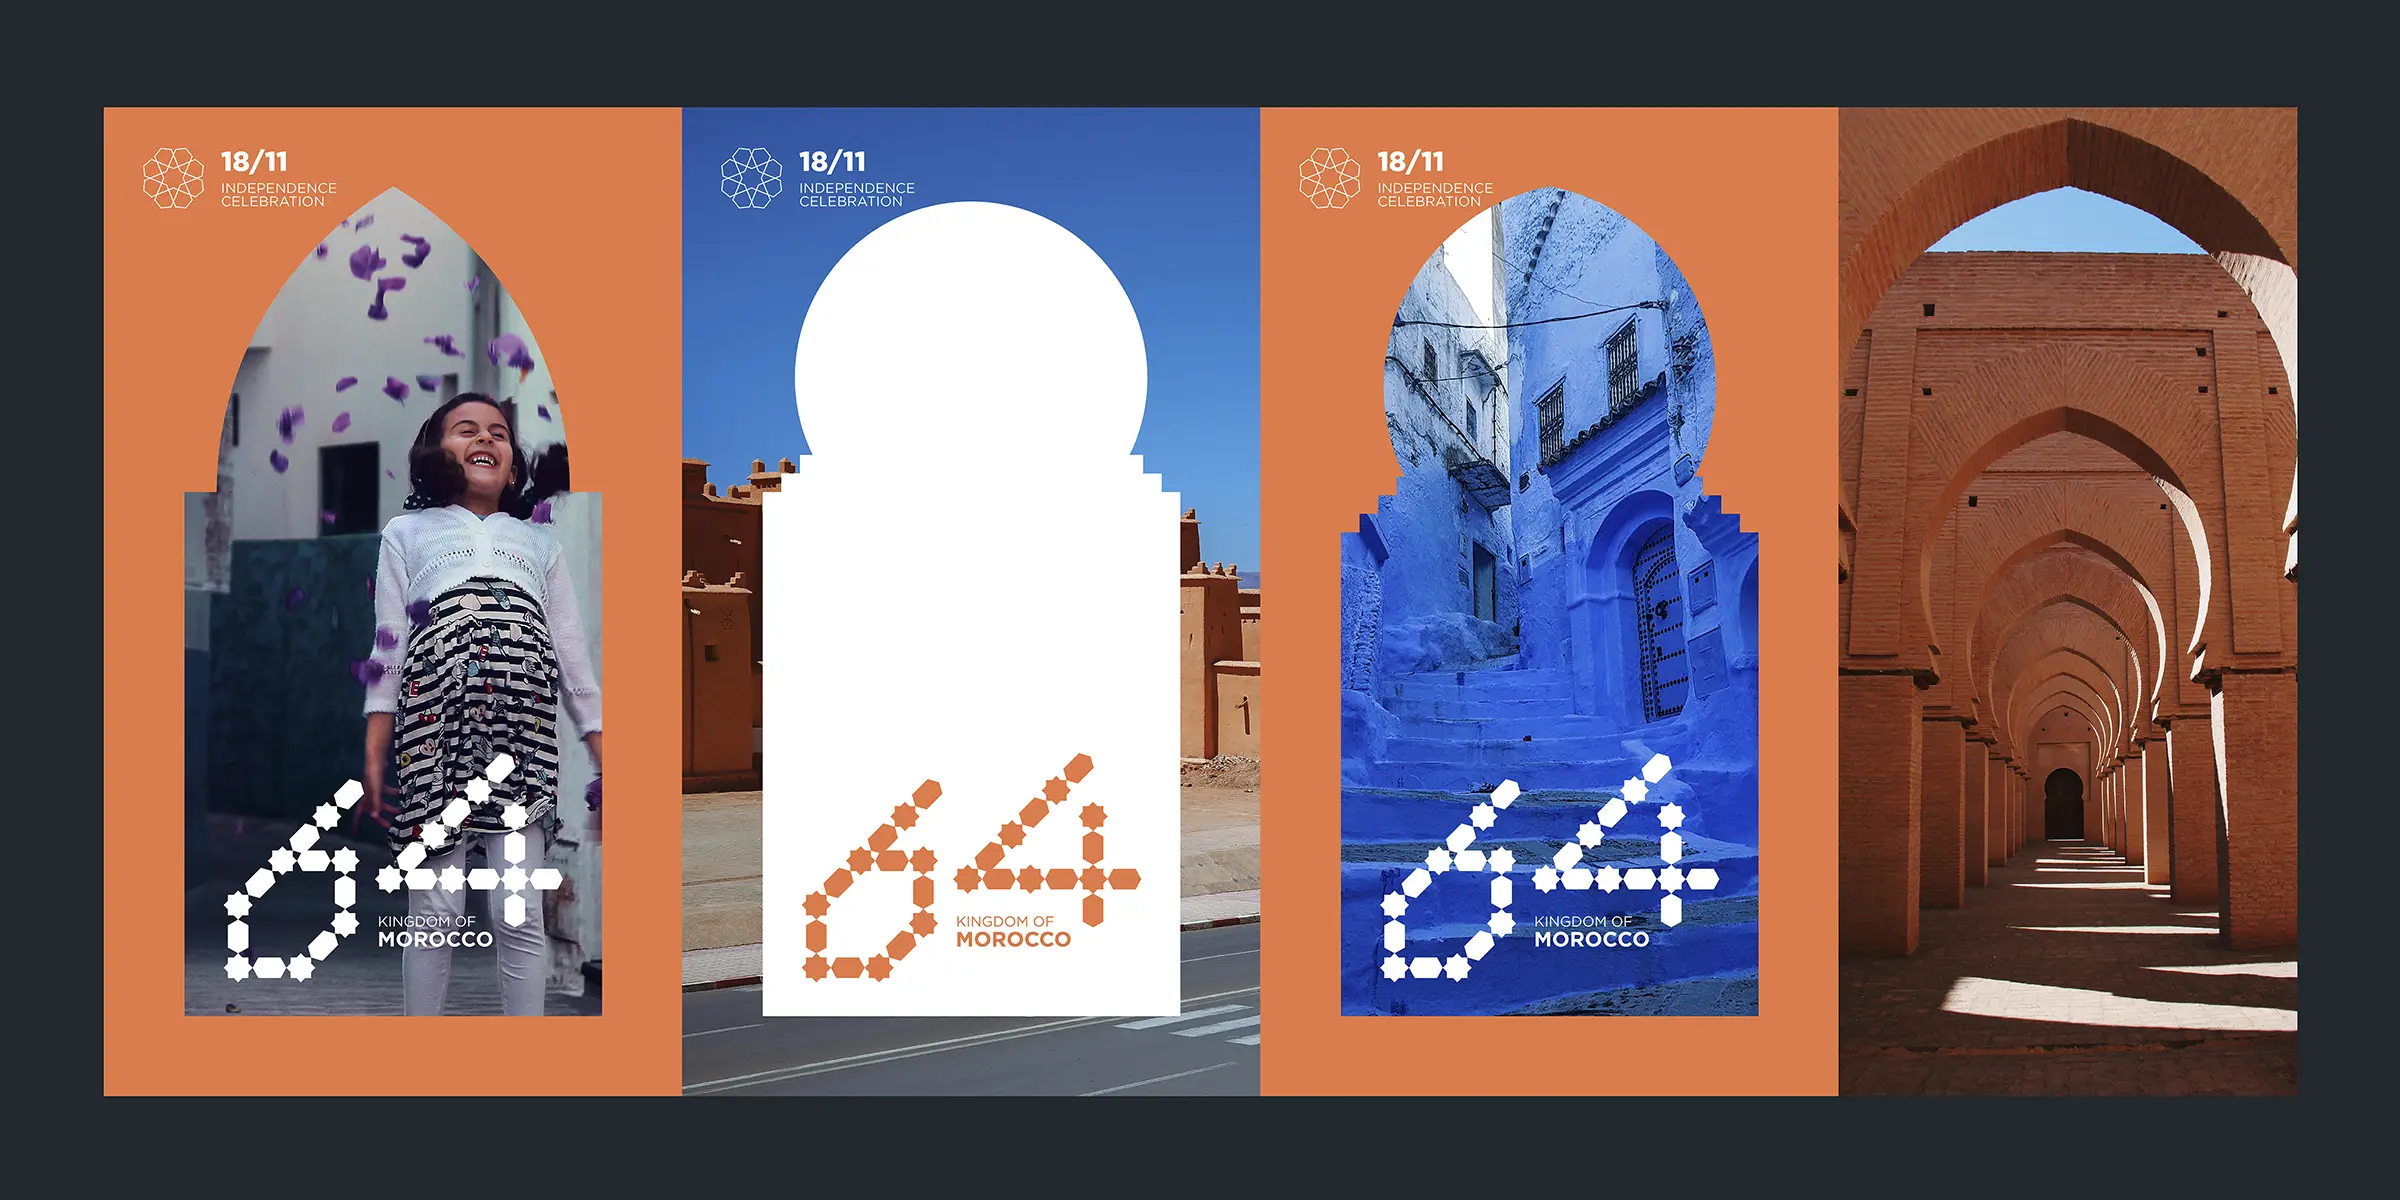 18/11
INDEPENDENCE
CELEBRATION
64
KINGDOM OF
MOROCCO
18/11
INDEPENDENCE
CELEBRATION
64
KINGDOM OF
MOROCCO
18/11
INDEPENDENCE
CELEBRATION
64
KINGDOM OF
MOROCCO